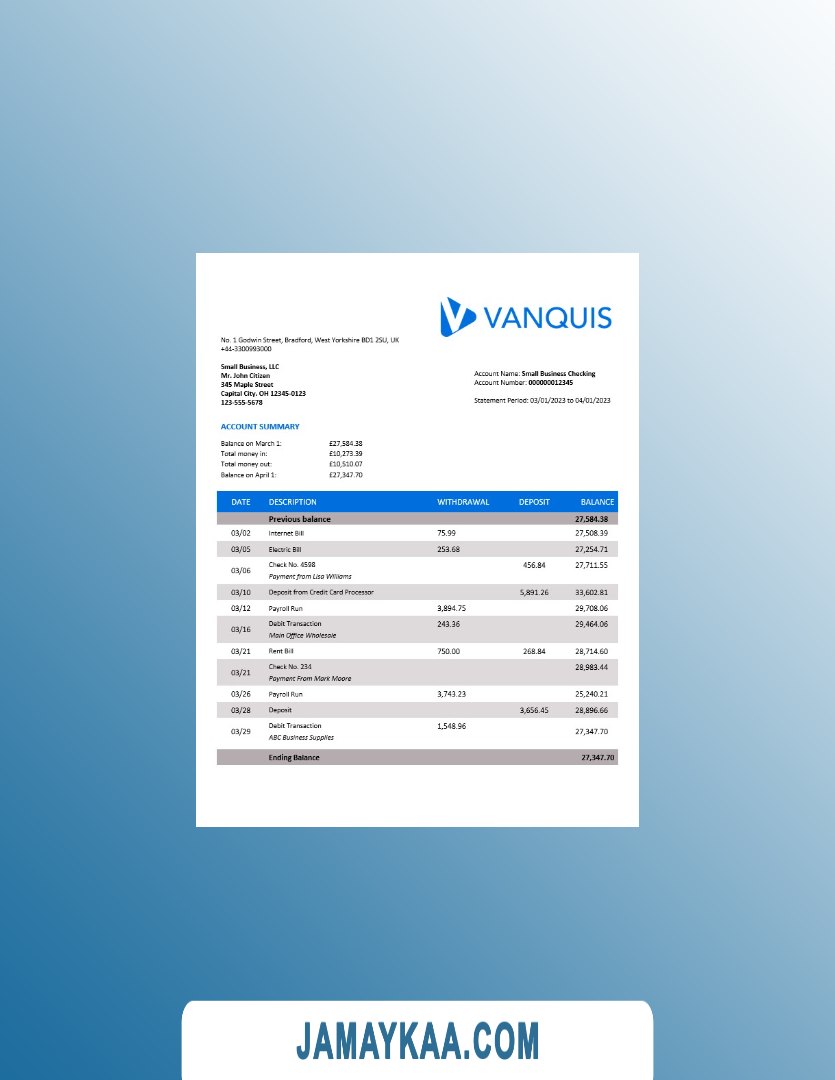 VANQUIS
No. 1 Godwin Street, Bradford, West Yorkshire BD1 2SU, UK
+44-3300993000
Small Business, LLC
Mr. John Citizen
345 Maple Street
Capital City, OH 12345-0123
123-555-5678
Account Name: Small Business Checking
Account Number: 000000012345
Statement Period: 03/01/2023 to 04/01/2023
ACCOUNT SUMMARY
Balance on March 1: £27,584.38
Total money in: £10,273.39
Total money out: £10,510.07
Balance on April 1: £27,347.70
DATE DESCRIPTION WITHDRAWAL DEPOSIT BALANCE
Previous balance 27,584.38
03/02 Internet Bill 75.99 27,508.39
03/05 Electric Bill 253.68 27,254.71
03/06 Check No. 4598 456.84 27,711.55
Payment from Lisa Williams
03/10 Deposit from Credit Card Processor 5,891.26 33,602.81
03/12 Payroll Run 3,894.75 29,708.06
03/16 Debit Transaction 243.36 29,464.06
Main Office Wholesale
03/21 Rent Bill 750.00 268.84 28,714.60
03/21 Check No. 234 28,983.44
Payment From Mark Moore
03/26 Payroll Run 3,743.23 25,240.21
03/28 Deposit 3,656.45 28,896.66
03/29 Debit Transaction 1,548.96 27,347.70
ABC Business Supplies
Ending Balance 27,347.70
JAMAYKAA.COM